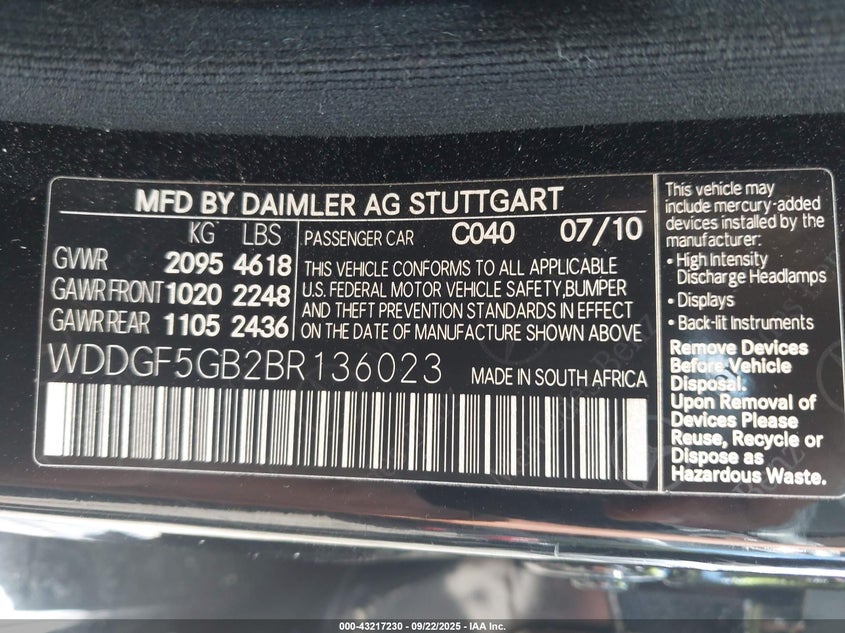 MFD BY DAIMLER AG STUTTGART
KG LBS
GVWR 2095 4618
GAWR FRONT 1020 2248
GAWR REAR 1105 2436
PASSENGER CAR C040 07/10
THIS VEHICLE CONFORMS TO ALL APPLICABLE
U.S. FEDERAL MOTOR VEHICLE SAFETY, BUMPER
AND THEFT PREVENTION STANDARDS IN EFFECT
ON THE DATE OF MANUFACTURE SHOWN ABOVE
WDDGF5GB2BR136023 MADE IN SOUTH AFRICA
This vehicle may
include mercury-added
devices installed by the
manufacturer:
• High Intensity
Discharge Headlamps
• Displays
• Back-lit Instruments
Remove Devices
Before Vehicle
Disposal.
Upon Removal of
Devices Please
Reuse, Recycle or
Dispose as
Hazardous Waste.
000-43217230 - 09/22/2025 - IAA Inc.